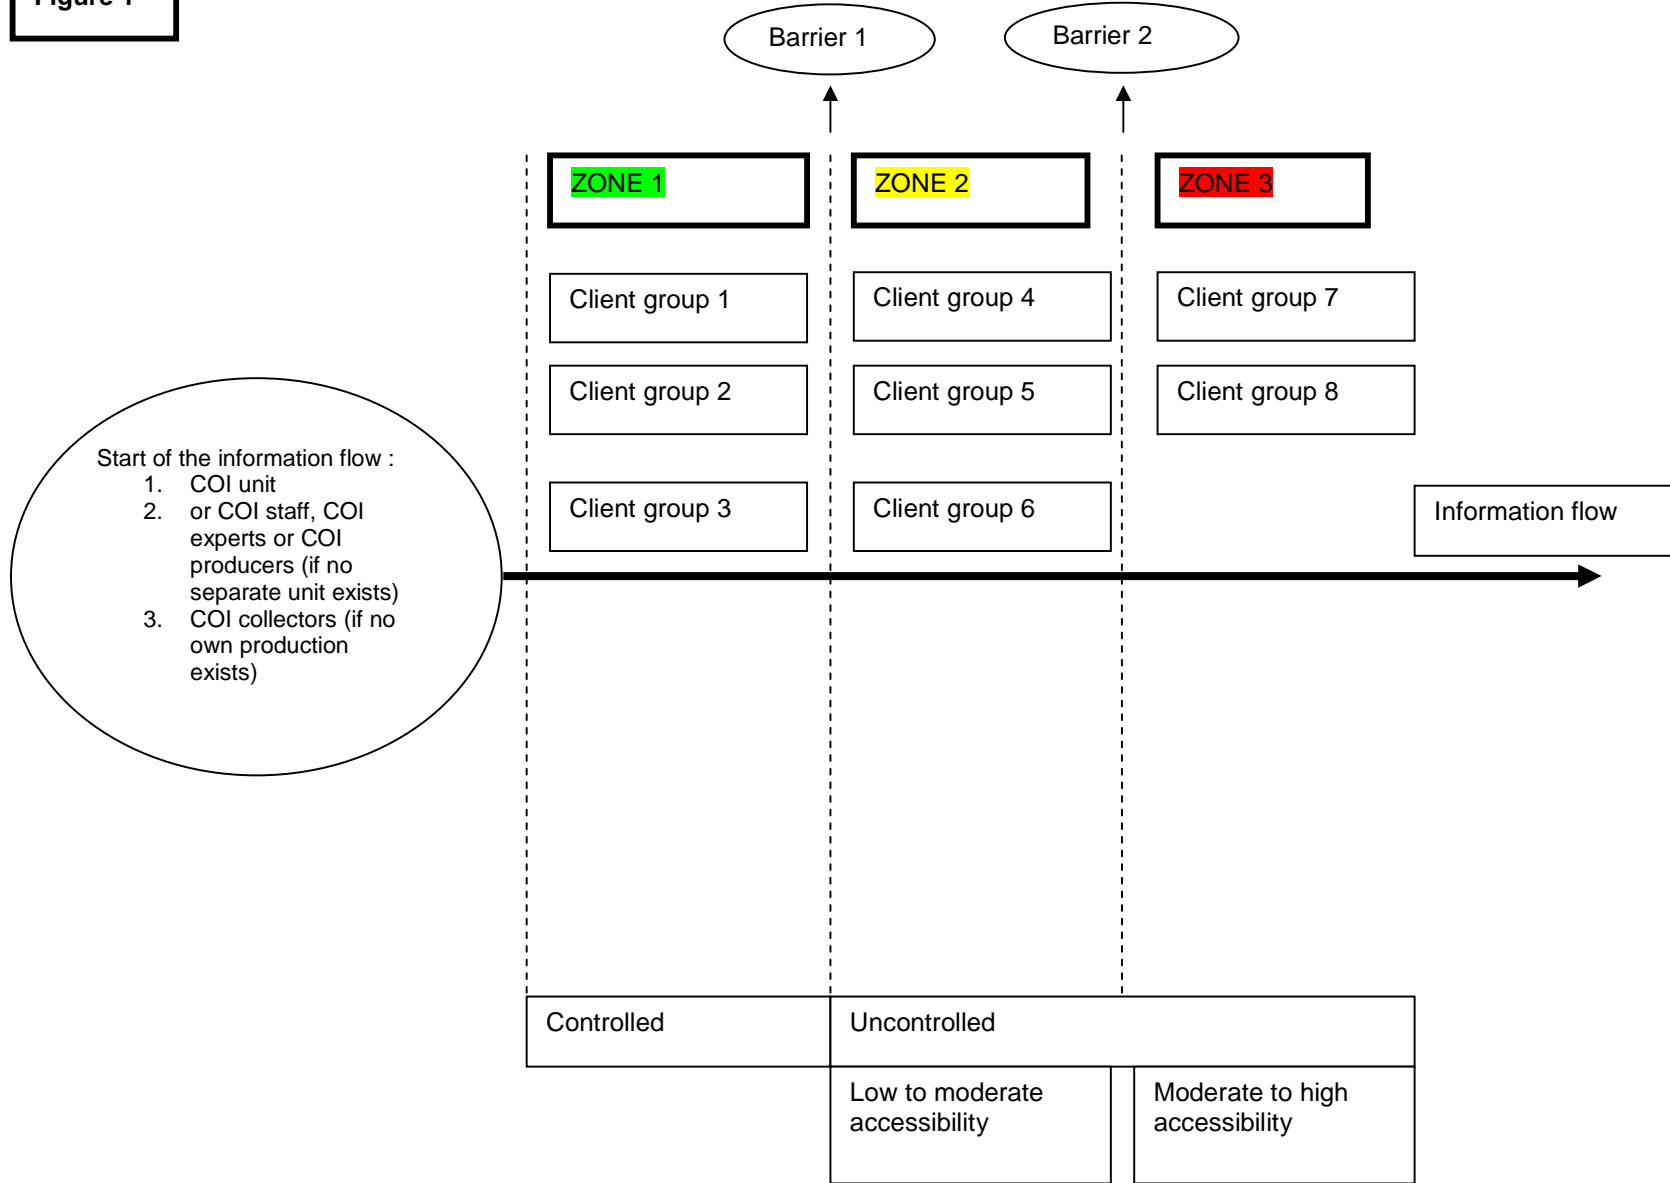 Figure 1
Barrier 1
Barrier 2
ZONE 1
ZONE 2
ZONE 3
Client group 1
Client group 4
Client group 7
Client group 2
Client group 5
Client group 8
Start of the information flow :
1. COI unit
2. or COI staff, COI
experts or COI
producers (if no
separate unit exists)
3. COI collectors (if no
own production
exists)
Client group 3
Client group 6
Information flow
Controlled
Uncontrolled
Low to moderate
accessibility
Moderate to high
accessibility